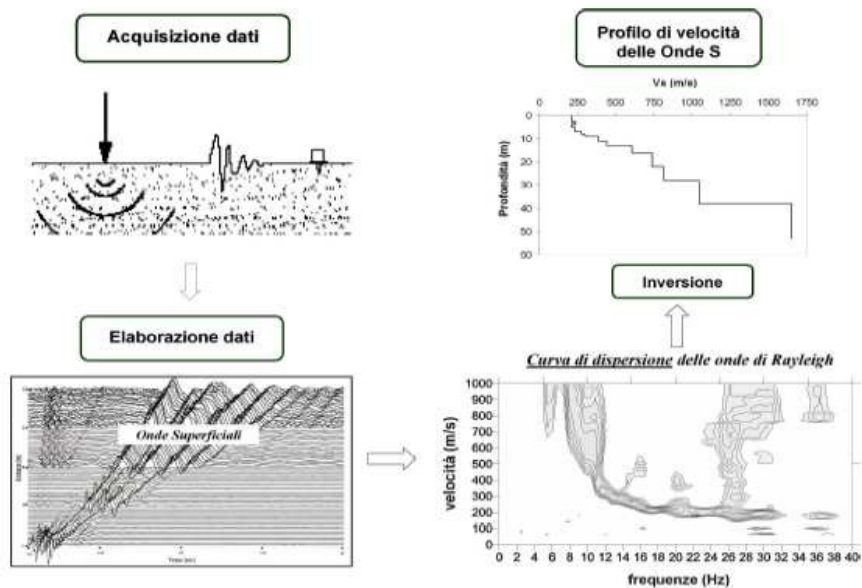 Acquisizione dati
Profilo di velocità
delle Onde S
Vs (m/s)
0 250 500 750 1000 1250 1500 1750
Profondità (m)
0
10
20
30
40
50
60
Inversione
Elaborazione dati
Curva di dispersione delle onde di Rayleigh
Onde Superficiali
velocità (m/s)
1000
900
800
700
600
500
400
300
200
100
0
0 2 4 6 8 10 12 14 16 18 20 22 24 26 28 30 32 34 36 38 40
frequenze (Hz)